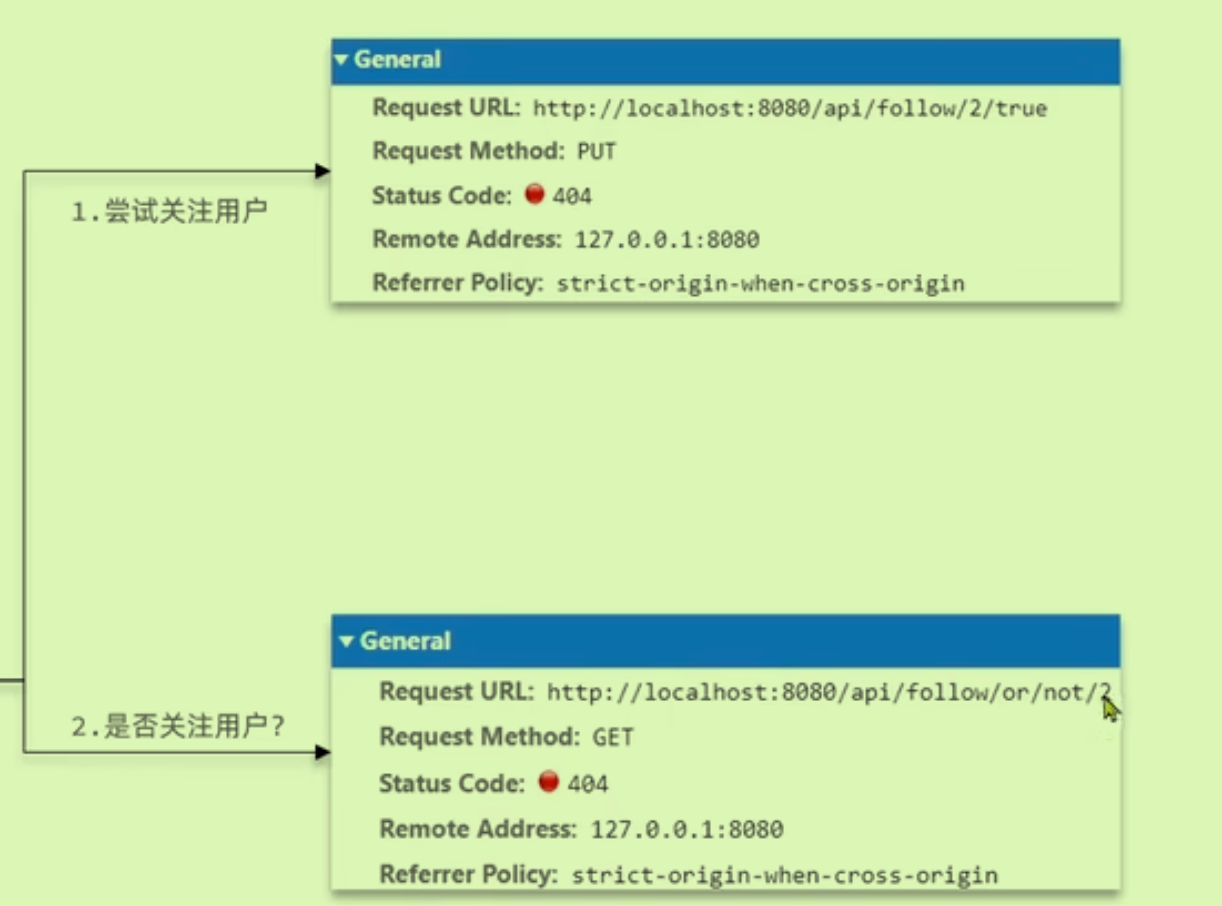 General
Request URL: http://localhost:8080/api/follow/2/true
Request Method: PUT
Status Code: 404
Remote Address: 127.0.0.1:8080
Referrer Policy: strict-origin-when-cross-origin
1.尝试关注用户
General
Request URL: http://localhost:8080/api/follow/or/not/2
Request Method: GET
Status Code: 404
Remote Address: 127.0.0.1:8080
Referrer Policy: strict-origin-when-cross-origin
2.是否关注用户?